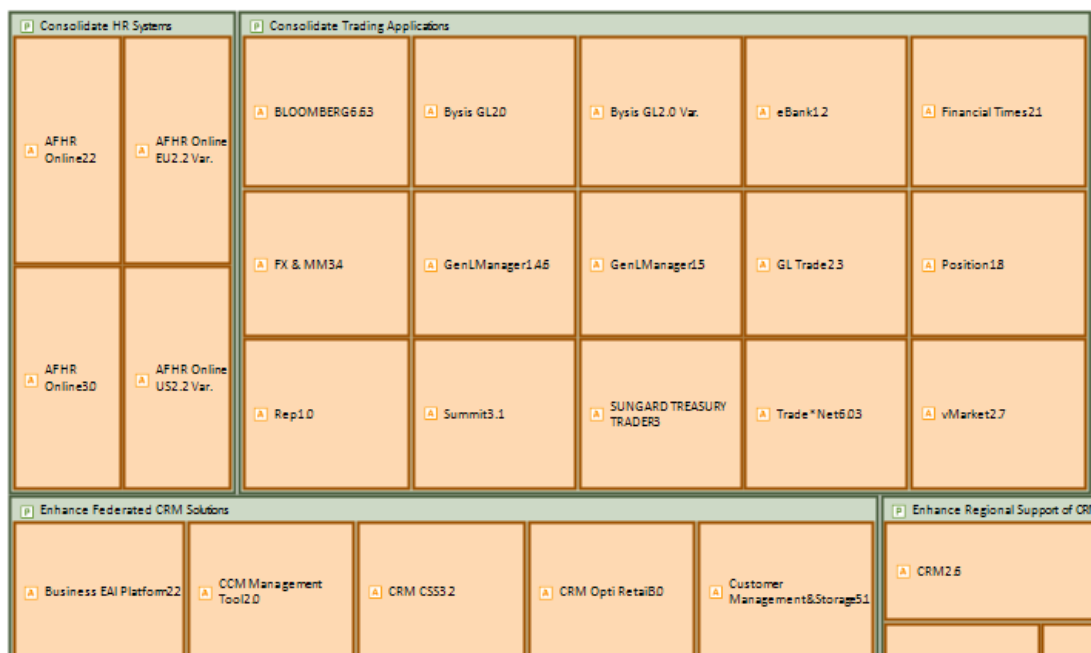 P Consolidate HR Systems
P Consolidate Trading Applications
A AFHR
Online2.2
A AFHR Online
EU2.2 Var.
A BLOOMBERG6.63
A Bysis GL2.0
A Bysis GL2.0 Var.
A eBank1.2
A Financial Times2.1
A FX & MM3.4
A GenLManager1.4.6
A GenLManager1.5
A GL Trade2.3
A Position1.8
A AFHR
Online3.0
A AFHR Online
US2.2 Var.
A Rep1.0
A Summit3.1
A SUNGARD TREASURY
TRADER3
A Trade*Net6.0.3
A vMarket2.7
P Enhance Federated CRM Solutions
P Enhance Regional Support of CR
A Business EAI Platform2.2
A CCM Management
Tool2.0
A CRM CSS3.2
A CRM Opti Retail3.0
A Customer
Management&Storage5.1
A CRM2.6